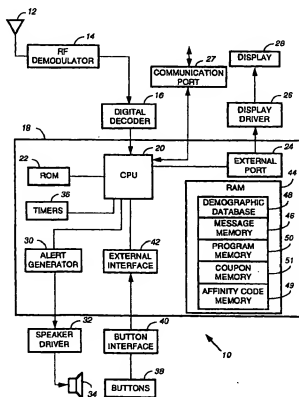 12
14
RF
DEMODULATOR
27
COMMUNICATION
PORT
28
DISPLAY
16
DIGITAL
DECODER
26
DISPLAY
DRIVER
18
20
CPU
24
EXTERNAL
PORT
22
ROM
36
TIMERS
44
RAM
DEMOGRAPHIC
DATABASE
48
MESSAGE
MEMORY
46
PROGRAM
MEMORY
50
COUPON
MEMORY
51
AFFINITY CODE
MEMORY
49
30
ALERT
GENERATOR
42
EXTERNAL
INTERFACE
32
SPEAKER
DRIVER
40
BUTTON
INTERFACE
10
34
38
BUTTONS